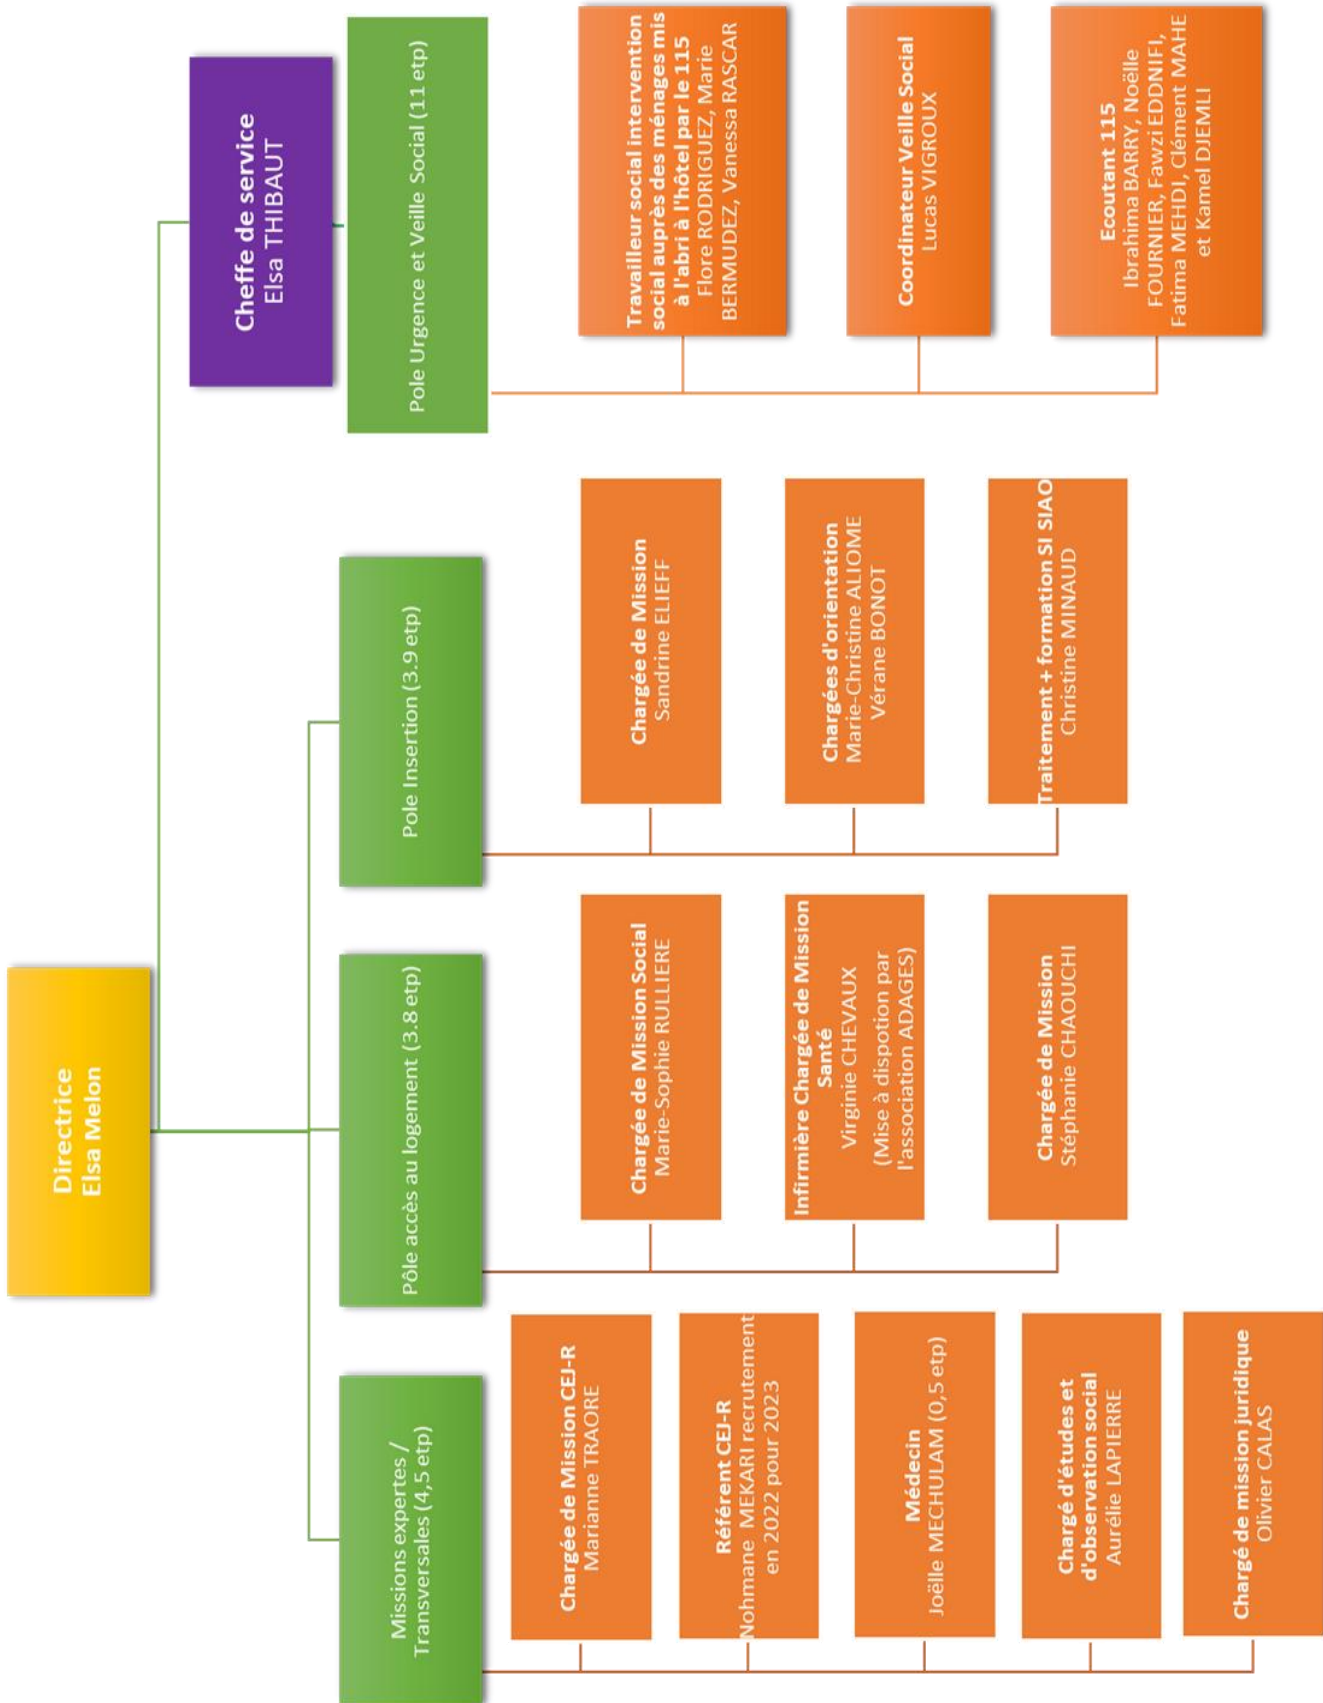 Directrice
Elsa Melon
Cheffe de service
Elsa THIBAUT
Missions expertes /
Transversales (4,5 etp)
Chargée de Mission CEJ-R
Marianne TRAORE
Référent CEJ-R
Nohmane MEKARI recrutement
en 2022 pour 2023
Médecin
Joëlle MECHULAM (0,5 etp)
Chargé d'études et
d'observation social
Aurélie LAPIERRE
Chargé de mission juridique
Olivier CALAS
Pôle accès au logement (3.8 etp)
Chargée de Mission Social
Marie-Sophie RULLIERE
Infirmière Chargée de Mission
Santé
Virginie CHEVAUX
(Mise à dispotion par
l'association ADAGES)
Chargée de Mission
Stéphanie CHAOUCHI
Pole Insertion (3.9 etp)
Chargée de Mission
Sandrine ELIEFF
Chargées d'orientation
Marie-Christine ALIOME
Vérane BONOT
Traitement + formation SI SIAO
Christine MINAUD
Pole Urgence et Veille Social (11 etp)
Travailleur social intervention
social auprès des ménages mis
à l'abri à l'hôtel par le 115
Flore RODRIGUEZ, Marie
BERMUDEZ, Vanessa RASCAR
Coordinateur Veille Social
Lucas VIGROUX
Ecoutant 115
Ibrahima BARRY, Noëlle
FOURNIER, Fawzi EDDNIFI,
Fatima MEHDI, Clément MAHE
et Kamel DJEMLI